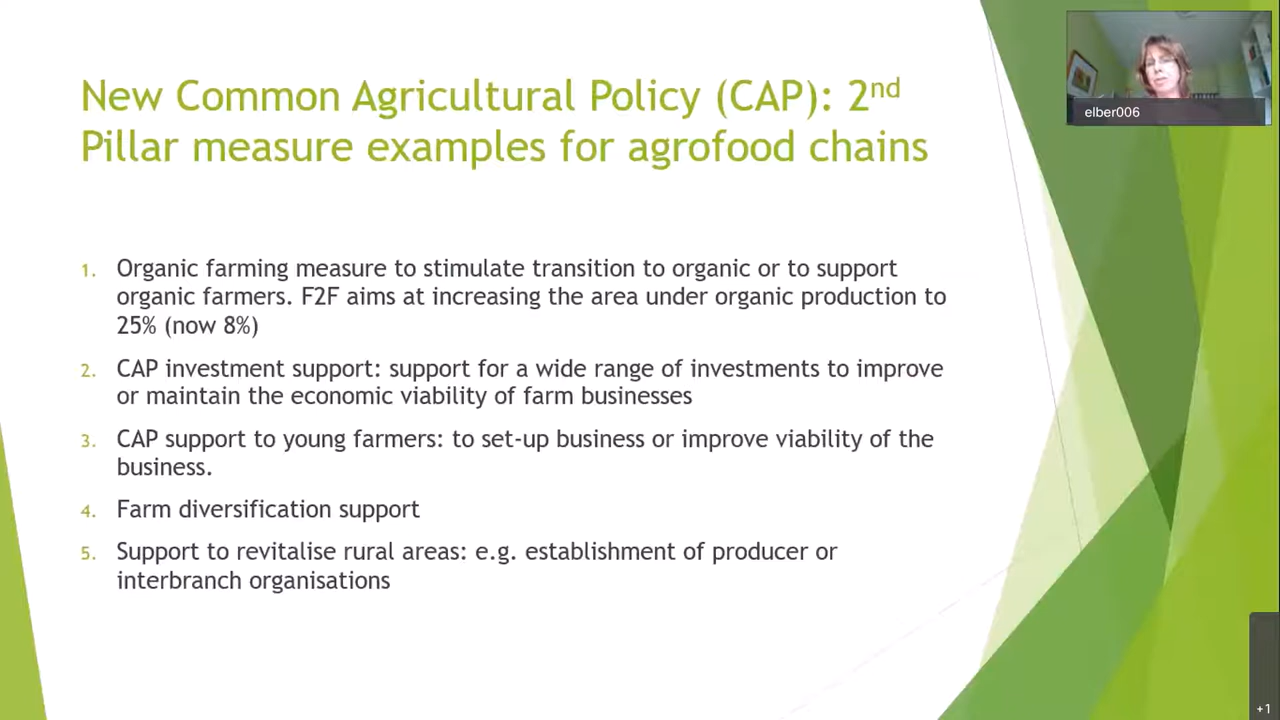 New Common Agricultural Policy (CAP): 2nd
Pillar measure examples for agrofood chains
elber006
1. Organic farming measure to stimulate transition to organic or to support
organic farmers. F2F aims at increasing the area under organic production to
25% (now 8%)
2. CAP investment support: support for a wide range of investments to improve
or maintain the economic viability of farm businesses
3. CAP support to young farmers: to set-up business or improve viability of the
business.
4. Farm diversification support
5. Support to revitalise rural areas: e.g. establishment of producer or
interbranch organisations
+1